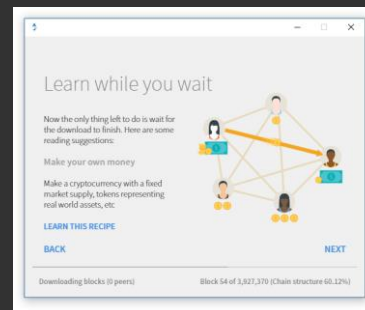 Learn while you wait
Now the only thing left to do is wait for
the download to finish. Here are some
reading suggestions:
Make your own money
Make a cryptocurrency with a fixed
market supply, tokens representing
real world assets, etc
LEARN THIS RECIPE
BACK
NEXT
Downloading blocks (0 peers)
Block 54 of 3,927,370 (Chain structure 60.12%)